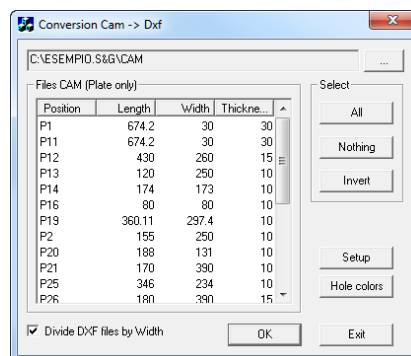 Conversion Cam -> Dxf
C:\ESEMPIO.S&G\CAM
...
Files CAM (Plate only)
Select
Position Length Width Thickne...
P1 674.2 30 30
P11 674.2 30 30
P12 430 260 15
P13 120 250 10
P14 174 173 10
P16 80 80 10
P19 360.11 297.4 10
P2 155 250 10
P20 188 131 10
P21 170 390 10
P25 346 234 10
P26 180 390 15
All
Nothing
Invert
Setup
Hole colors
Divide DXF files by Width
OK
Exit